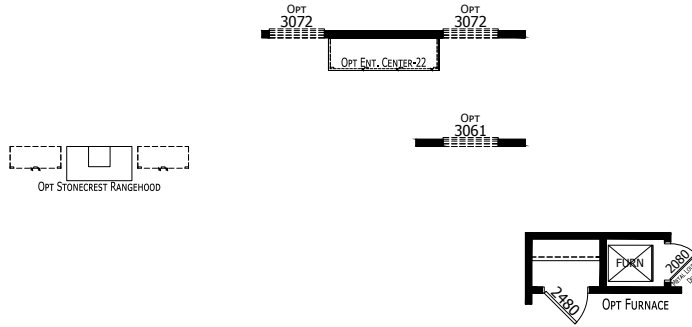 OPT
3072
OPT
3072
OPT ENT. CENTER-22
OPT
3061
OPT STONECREST RANGEHOOD
FURN
2080
2480
OPT FURNACE